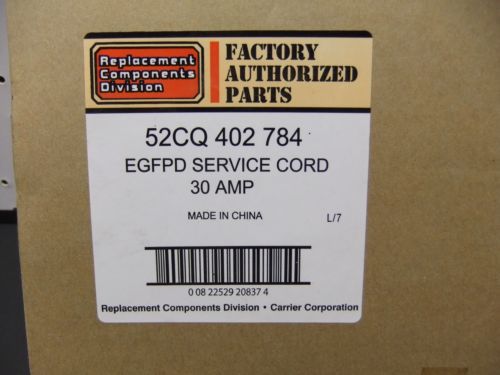 Replacement
Components
Division
FACTORY
AUTHORIZED
PARTS
52CQ 402 784
EGFPD SERVICE CORD
30 AMP
MADE IN CHINA
L/7
0 08 22529 20837 4
Replacement Components Division • Carrier Corporation